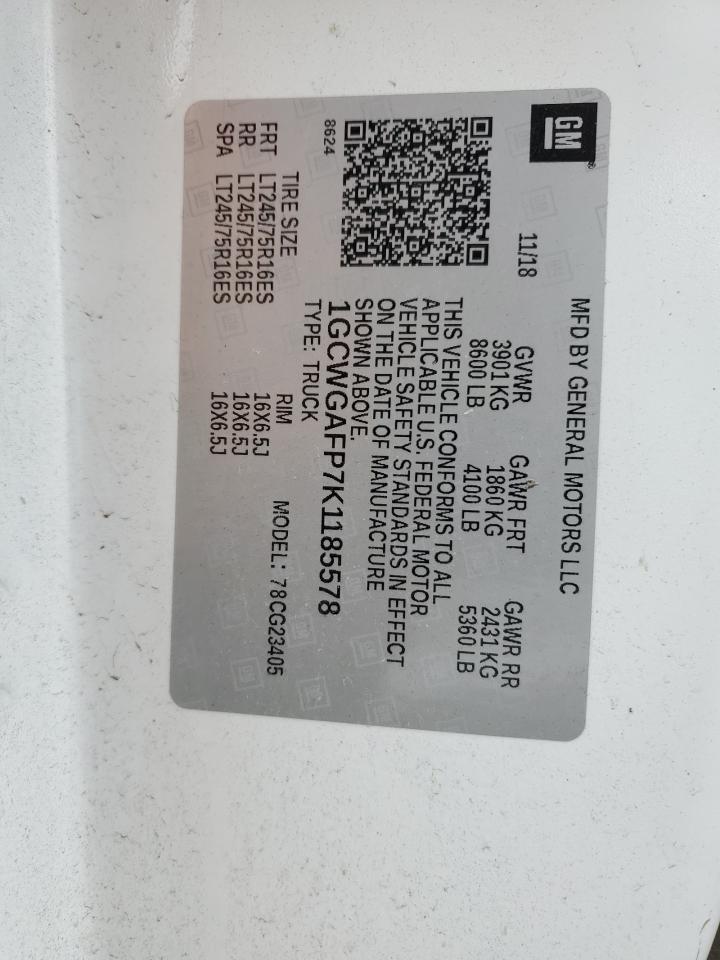 GM
MFD BY GENERAL MOTORS LLC
11/18
GVWR GAWR FRT GAWR RR
3901 KG 1860 KG 2431 KG
8600 LB 4100 LB 5360 LB
THIS VEHICLE CONFORMS TO ALL
APPLICABLE U.S. FEDERAL MOTOR
VEHICLE SAFETY STANDARDS IN EFFECT
ON THE DATE OF MANUFACTURE
SHOWN ABOVE.
8624
1GCWGAFP7K1185578
TYPE: TRUCK
MODEL: 78CG23405
TIRE SIZE RIM
FRT LT245/75R16ES 16X6.5J
RR LT245/75R16ES 16X6.5J
SPA LT245/75R16ES 16X6.5J